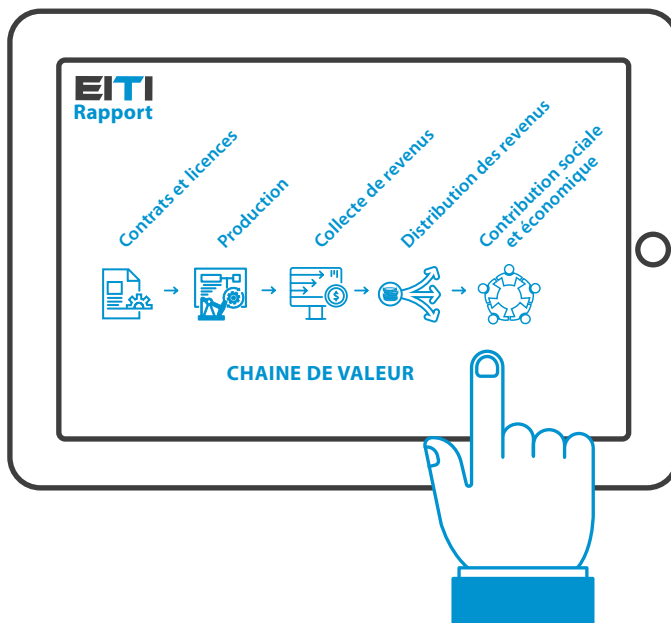 EITI
Rapport
Contrats et licences
Production
Collecte de revenus
Distribution des revenus
Contribution sociale
et économique
$
CHAINE DE VALEUR